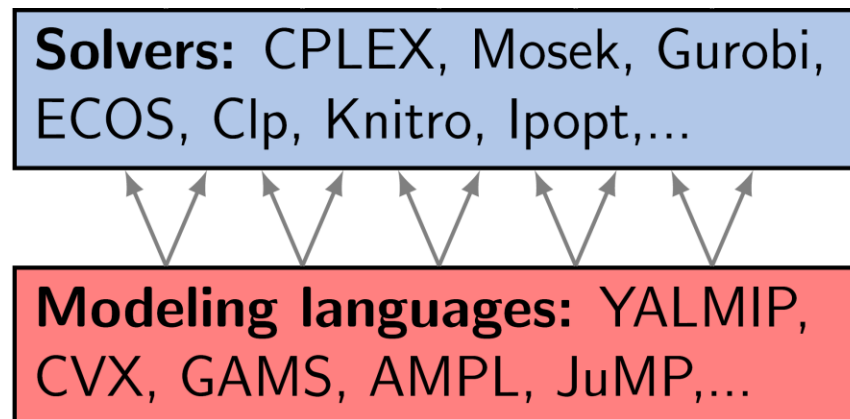 Solvers: CPLEX, Mosek, Gurobi,
ECOS, Clp, Knitro, Ipopt,...
Modeling languages: YALMIP,
CVX, GAMS, AMPL, JuMP,...